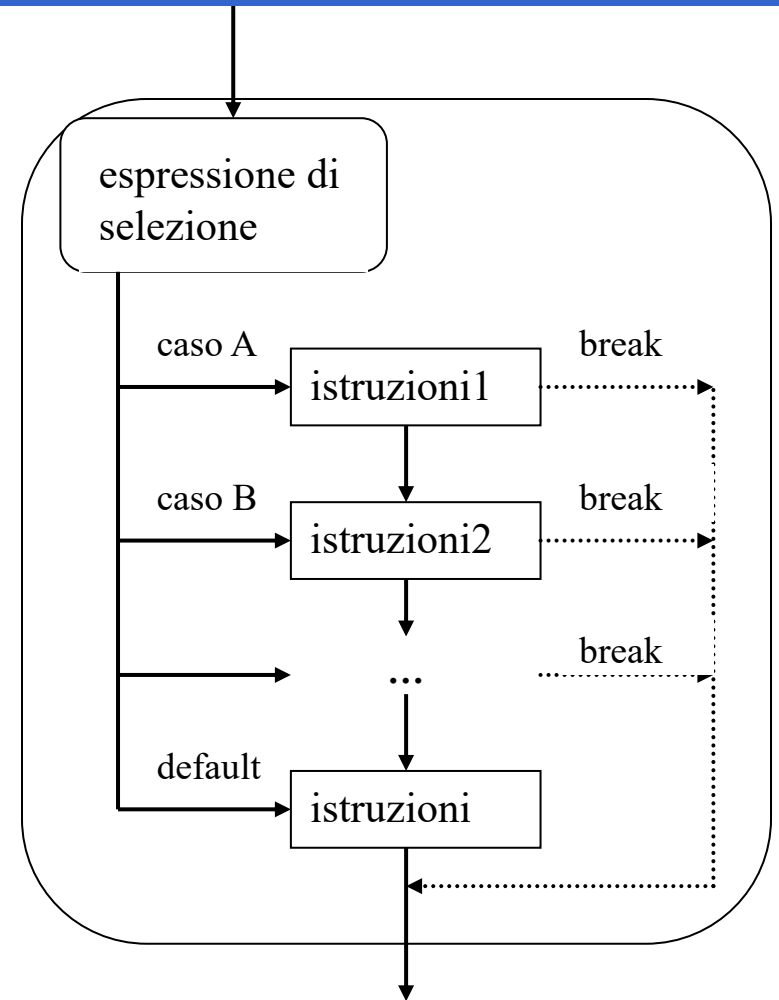 espressione di
selezione
caso A
istruzioni1
break
caso B
istruzioni2
break
...
break
default
istruzioni